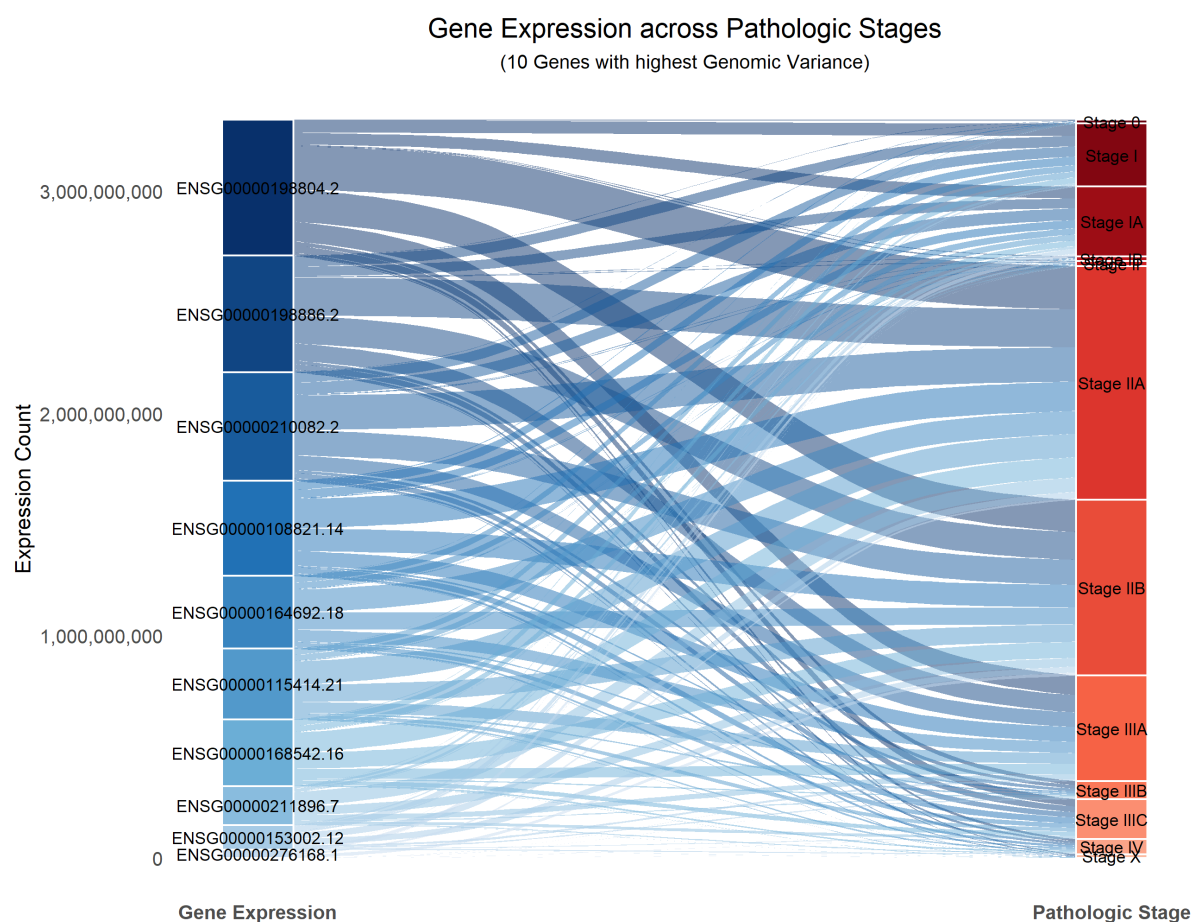 Gene Expression across Pathologic Stages
(10 Genes with highest Genomic Variance)
Expression Count
3,000,000,000
2,000,000,000
1,000,000,000
0
ENSG00000198804.2
ENSG00000198886.2
ENSG00000210082.2
ENSG00000108821.14
ENSG00000164692.18
ENSG00000115414.21
ENSG00000168542.16
ENSG00000211896.7
ENSG00000153002.12
ENSG00000276168.1
Stage 0
Stage I
Stage IA
Stage IB
Stage II
Stage IIA
Stage IIB
Stage IIIA
Stage IIIB
Stage IIIC
Stage IV
Stage X
Gene Expression
Pathologic Stage